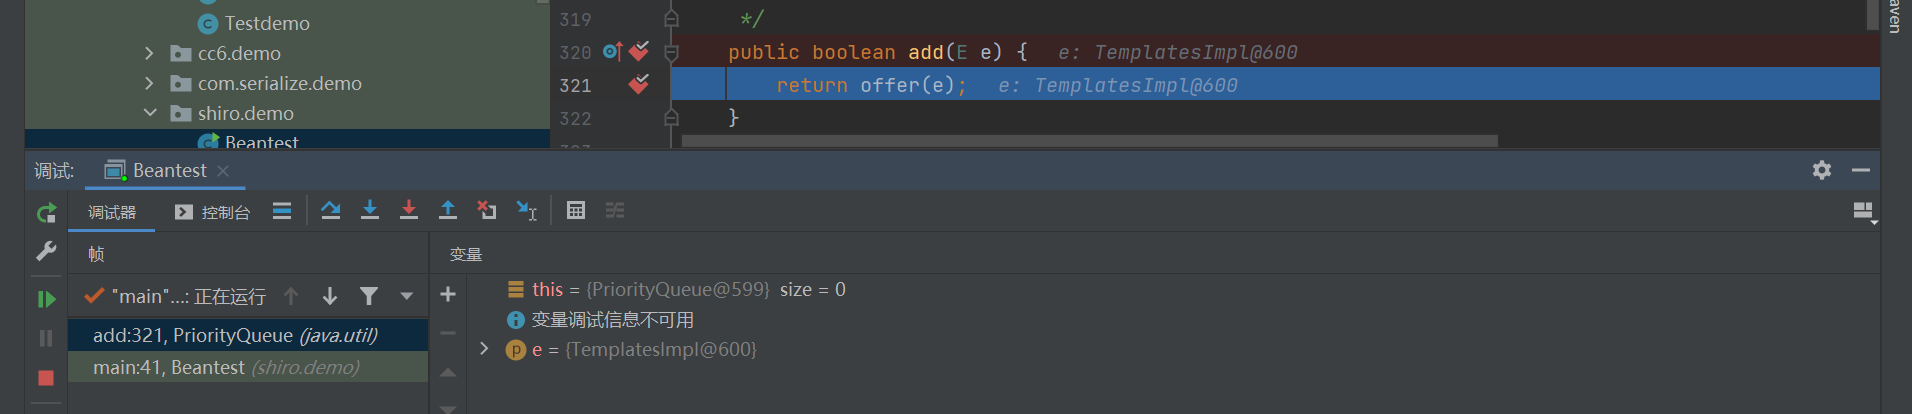 Testdemo
cc6.demo
com.serialize.demo
shiro.demo
Beantest
319 */
320 public boolean add(E e) { e: TemplatesImpl@600
321 return offer(e); e: TemplatesImpl@600
322 }
aven
调试: Beantest
调试器 控制台
帧
变量
"main"...: 正在运行
add:321, PriorityQueue (java.util)
main:41, Beantest (shiro.demo)
this = {PriorityQueue@599} size = 0
变量调试信息不可用
e = {TemplatesImpl@600}